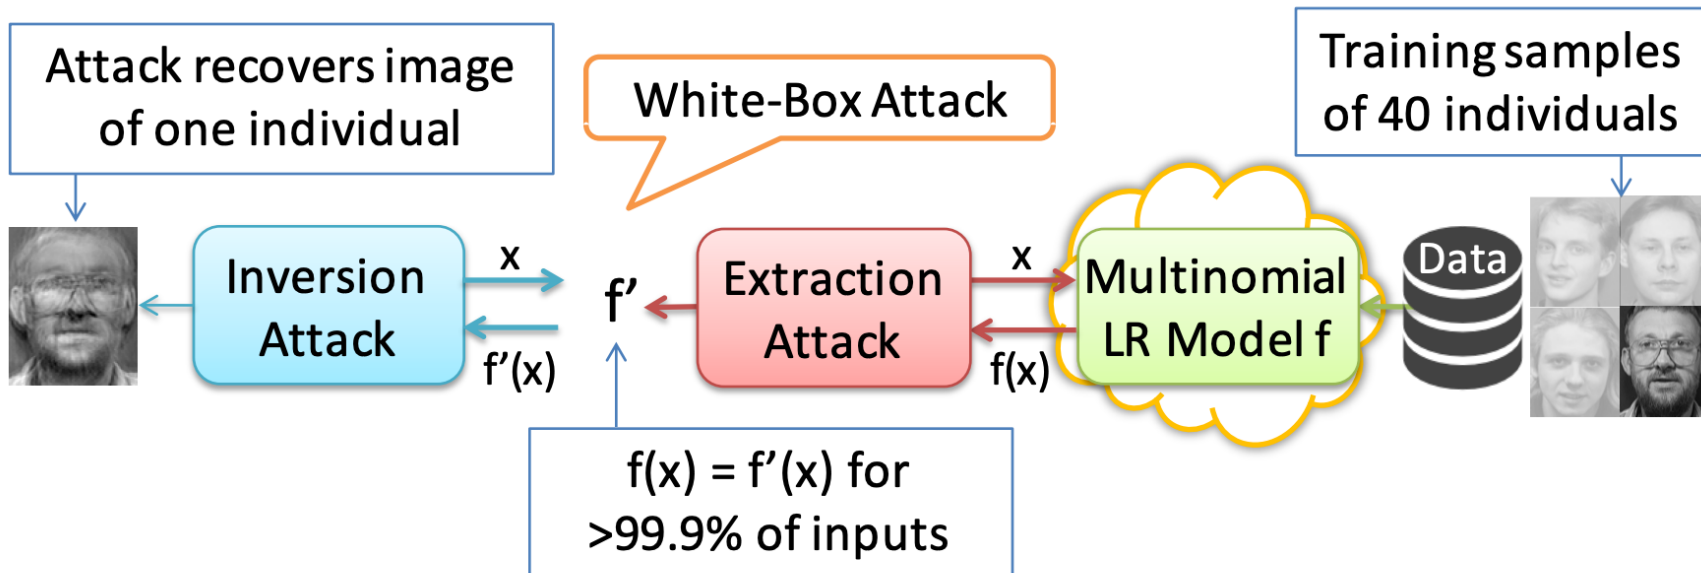 Attack recovers image
of one individual
White-Box Attack
Training samples
of 40 individuals
Inversion
Attack
x
f'(x)
f'
Extraction
Attack
x
f(x)
Multinomial
LR Model f
Data
f(x) = f'(x) for
>99.9% of inputs